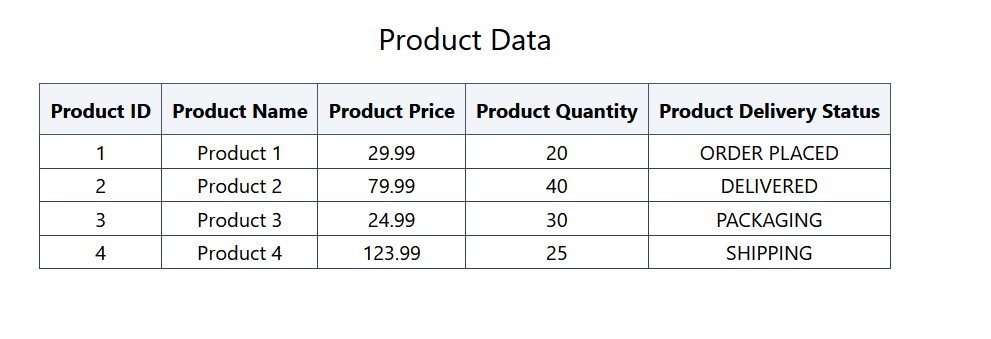 Product Data
Product ID Product Name Product Price Product Quantity Product Delivery Status
1 Product 1 29.99 20 ORDER PLACED
2 Product 2 79.99 40 DELIVERED
3 Product 3 24.99 30 PACKAGING
4 Product 4 123.99 25 SHIPPING